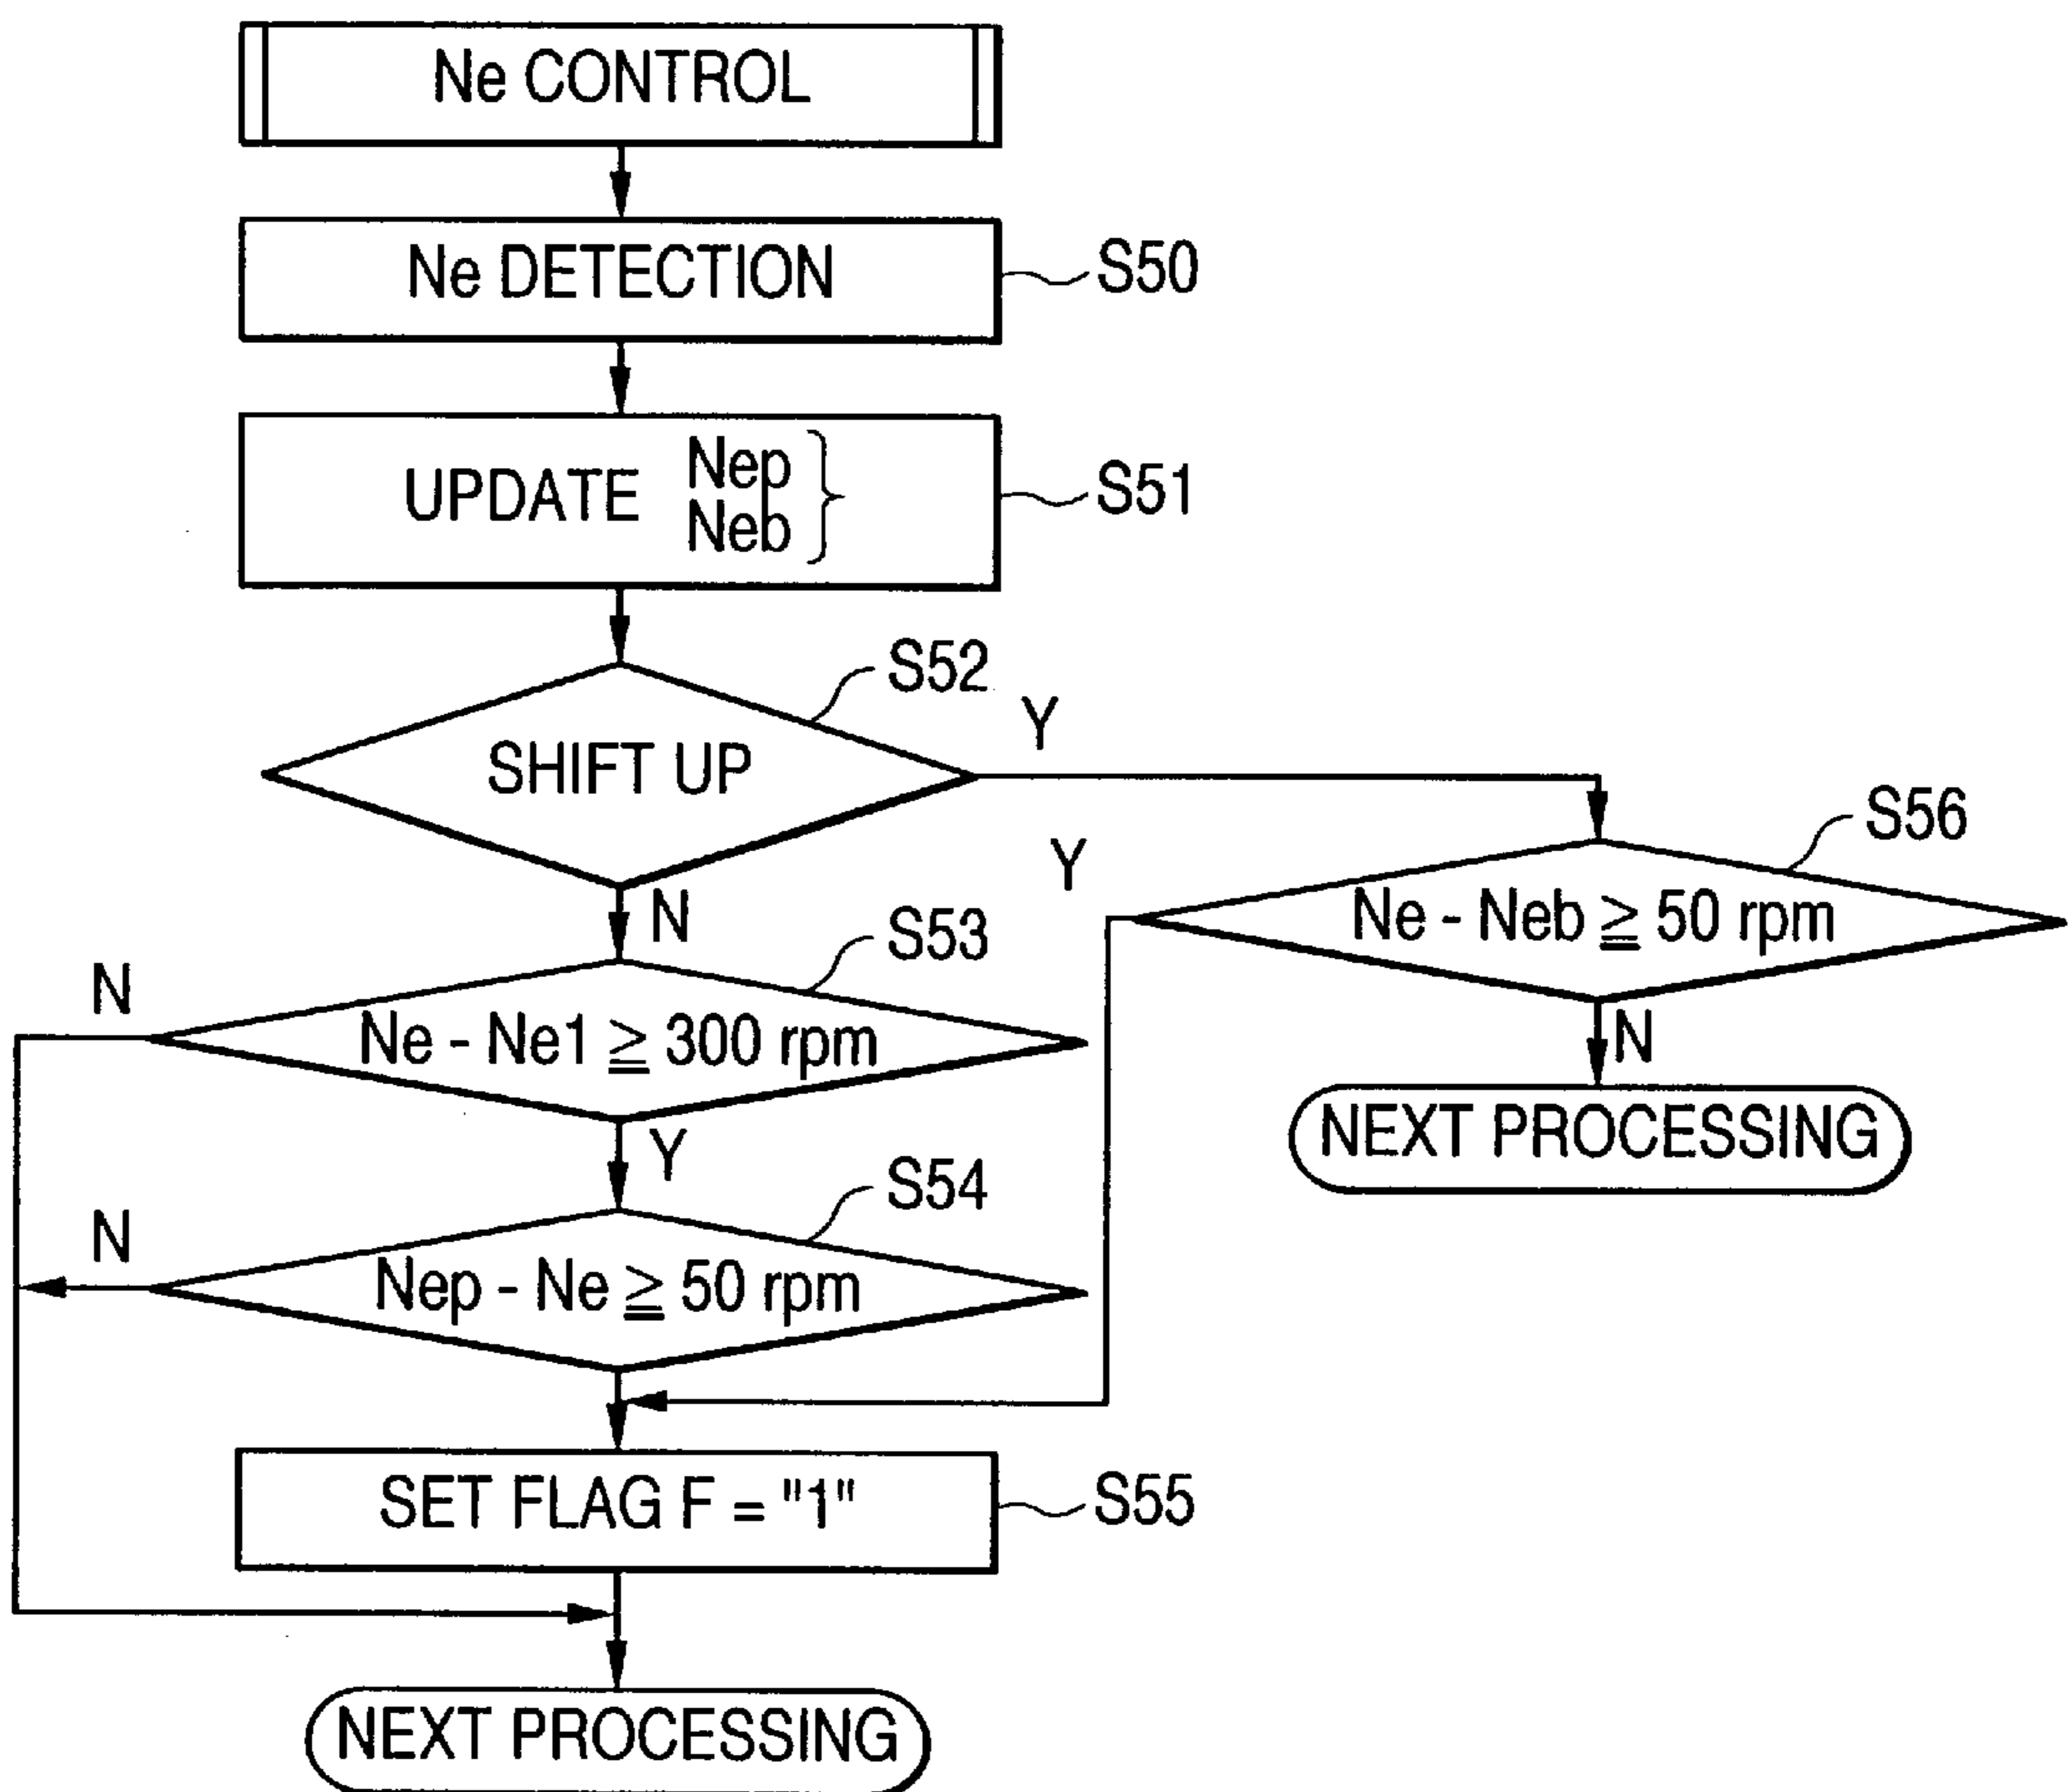 Ne CONTROL
Ne DETECTION
S50
UPDATE
Nep
Neb
S51
S52
SHIFT UP
Y
N
S53
Ne - Ne1 ≧ 300 rpm
N
Y
S56
Ne - Neb ≧ 50 rpm
Y
N
NEXT PROCESSING
S54
Nep - Ne ≧ 50 rpm
N
SET FLAG F = "1"
S55
NEXT PROCESSING